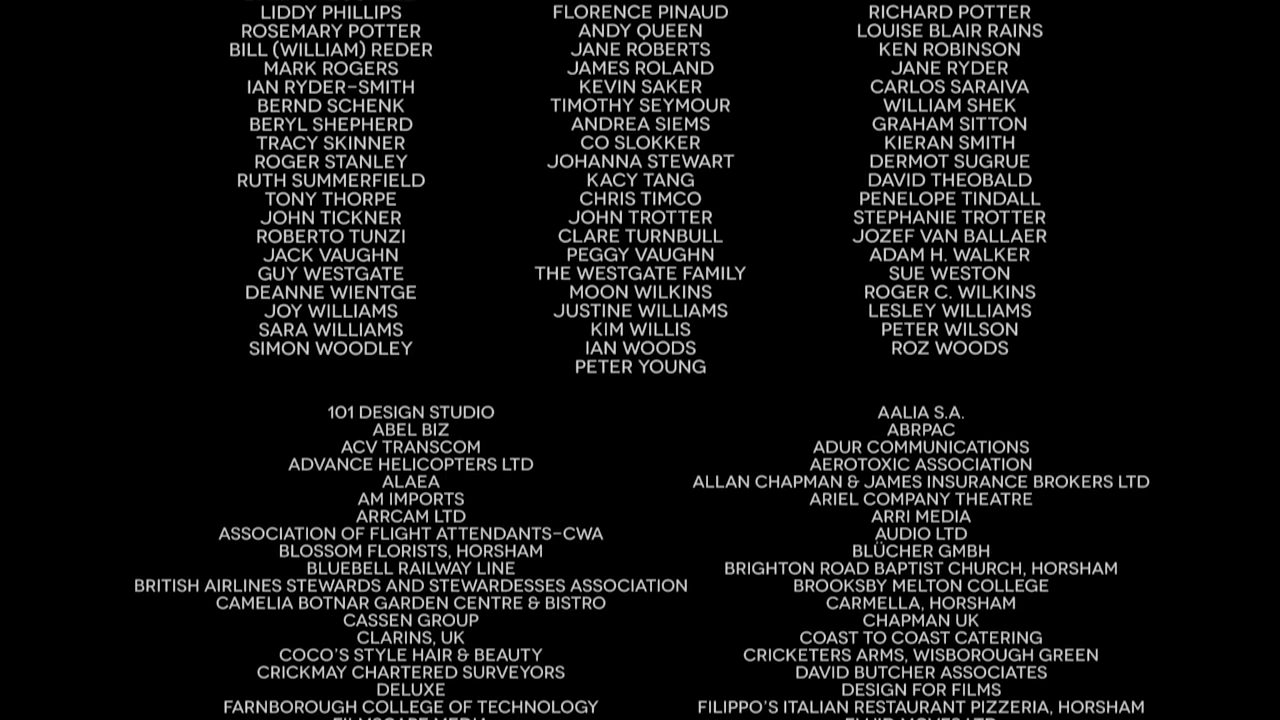 LIDDY PHILLIPS
ROSEMARY POTTER
BILL (WILLIAM) REDER
MARK ROGERS
IAN RYDER-SMITH
BERND SCHENK
BERYL SHEPHERD
TRACY SKINNER
ROGER STANLEY
RUTH SUMMERFIELD
TONY THORPE
JOHN TICKNER
ROBERTO TUNZI
JACK VAUGHN
GUY WESTGATE
DEANNE WIENTGE
JOY WILLIAMS
SARA WILLIAMS
SIMON WOODLEY
FLORENCE PINAUD
ANDY QUEEN
JANE ROBERTS
JAMES ROLAND
KEVIN SAKER
TIMOTHY SEYMOUR
ANDREA SIEMS
CO SLOKKER
JOHANNA STEWART
KACY TANG
CHRIS TIMCO
JOHN TROTTER
CLARE TURNBULL
PEGGY VAUGHN
THE WESTGATE FAMILY
MOON WILKINS
JUSTINE WILLIAMS
KIM WILLIS
IAN WOODS
PETER YOUNG
RICHARD POTTER
LOUISE BLAIR RAINS
KEN ROBINSON
JANE RYDER
CARLOS SARAIVA
WILLIAM SHEK
GRAHAM SITTON
KIERAN SMITH
DERMOT SUGRUE
DAVID THEOBALD
PENELOPE TINDALL
STEPHANIE TROTTER
JOZEF VAN BALLAER
ADAM H. WALKER
SUE WESTON
ROGER C. WILKINS
LESLEY WILLIAMS
PETER WILSON
ROZ WOODS
101 DESIGN STUDIO
ABEL BIZ
ACV TRANSCOM
ADVANCE HELICOPTERS LTD
ALAEA
AM IMPORTS
ARRCAM LTD
ASSOCIATION OF FLIGHT ATTENDANTS-CWA
BLOSSOM FLORISTS, HORSHAM
BLUEBELL RAILWAY LINE
BRITISH AIRLINES STEWARDS AND STEWARDESSES ASSOCIATION
CAMELIA BOTNAR GARDEN CENTRE & BISTRO
CASSEN GROUP
CLARINS, UK
COCO'S STYLE HAIR & BEAUTY
CRICKMAY CHARTERED SURVEYORS
DELUXE
FARNBOROUGH COLLEGE OF TECHNOLOGY
AALIA S.A.
ABRPAC
ADUR COMMUNICATIONS
AEROTOXIC ASSOCIATION
ALLAN CHAPMAN & JAMES INSURANCE BROKERS LTD
ARIEL COMPANY THEATRE
ARRI MEDIA
AUDIO LTD
BLÜCHER GMBH
BRIGHTON ROAD BAPTIST CHURCH, HORSHAM
BROOKSBY MELTON COLLEGE
CARMELLA, HORSHAM
CHAPMAN UK
COAST TO COAST CATERING
CRICKETERS ARMS, WISBOROUGH GREEN
DAVID BUTCHER ASSOCIATES
DESIGN FOR FILMS
FILIPPO'S ITALIAN RESTAURANT PIZZERIA, HORSHAM